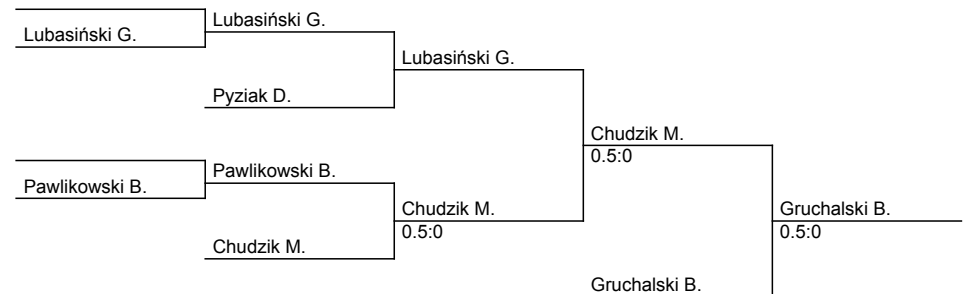 Lubasiński G.
Lubasiński G.
Lubasiński G.
Pyziak D.
Chudzik M.
0.5:0
Pawlikowski B.
Pawlikowski B.
Chudzik M.
0.5:0
Gruchalski B.
0.5:0
Chudzik M.
Gruchalski B.